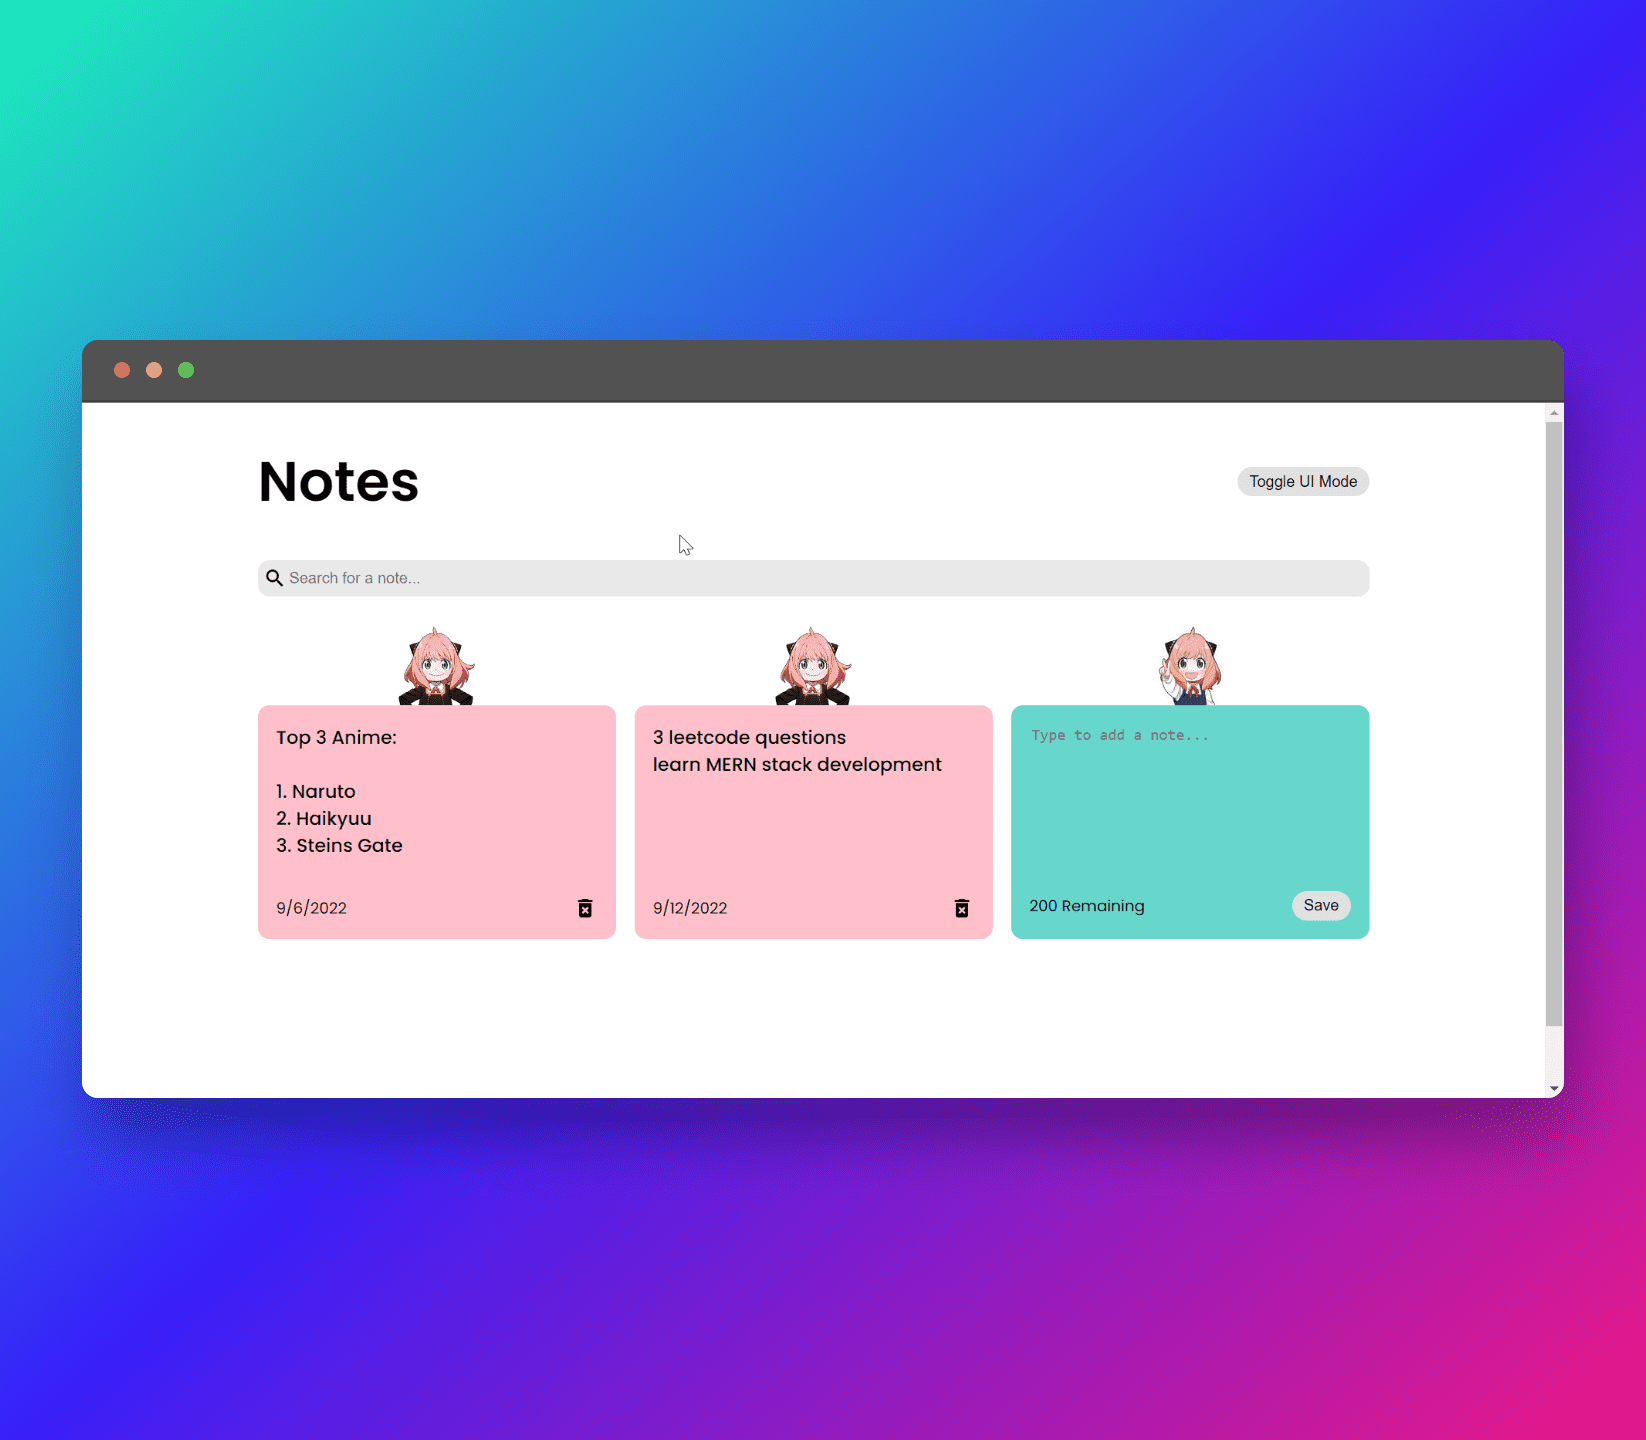 Notes
Toggle UI Mode
Search for a note...
Top 3 Anime:
1. Naruto
2. Haikyuu
3. Steins Gate
9/6/2022
3 leetcode questions
learn MERN stack development
9/12/2022
Type to add a note...
200 Remaining
Save